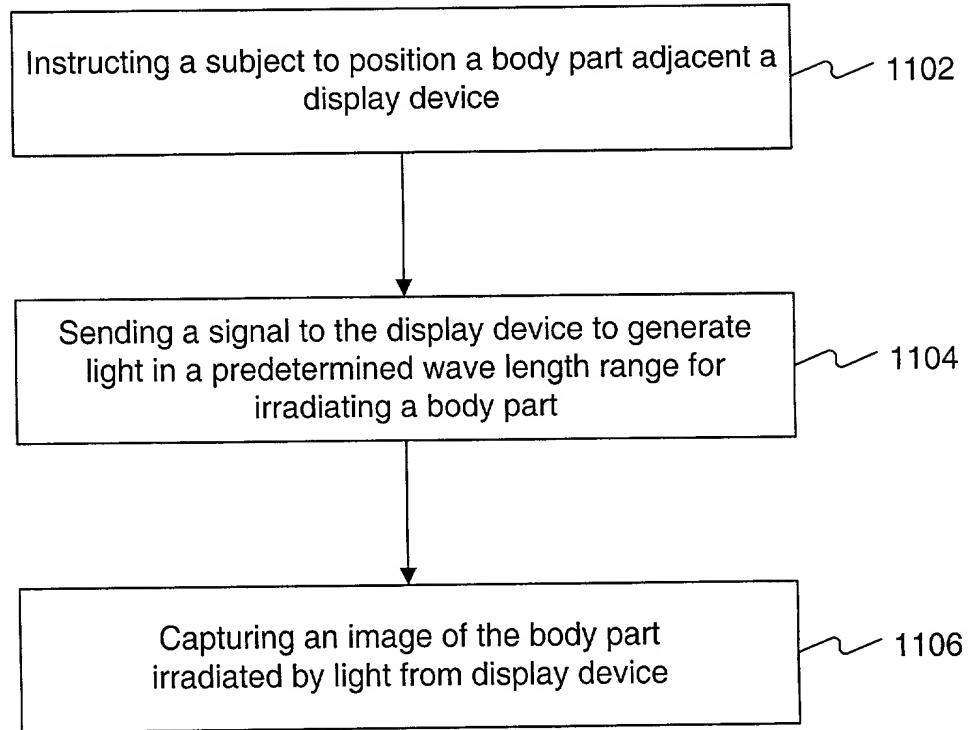 Instructing a subject to position a body part adjacent a
display device
1102
Sending a signal to the display device to generate
light in a predetermined wave length range for
irradiating a body part
1104
Capturing an image of the body part
irradiated by light from display device
1106